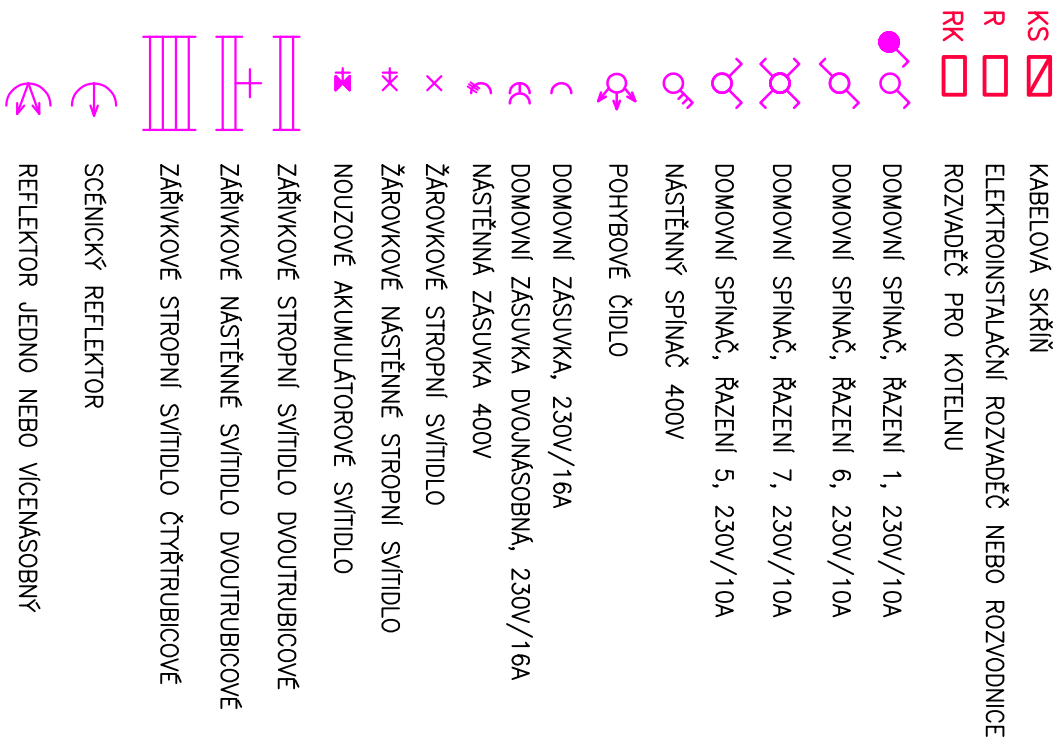 KS KABELOVÁ SKŘÍŇ
R ELEKTROINSTALAČNÍ ROZVADĚČ NEBO ROZVODNICE
RK ROZVADĚČ PRO KOTELNU
DOMOVNÍ SPÍNAČ, ŘAZENÍ 1, 230V/10A
DOMOVNÍ SPÍNAČ, ŘAZENÍ 6, 230V/10A
DOMOVNÍ SPÍNAČ, ŘAZENÍ 7, 230V/10A
DOMOVNÍ SPÍNAČ, ŘAZENÍ 5, 230V/10A
NÁSTĚNNÝ SPÍNAČ 400V
POHYBOVÉ ČIDLO
DOMOVNÍ ZÁSUVKA, 230V/16A
DOMOVNÍ ZÁSUVKA DVOJNÁSOBNÁ, 230V/16A
NÁSTĚNNÁ ZÁSUVKA 400V
ŽÁROVKOVÉ STROPNÍ SVÍTIDLO
ŽÁROVKOVÉ NÁSTĚNNÉ STROPNÍ SVÍTIDLO
NOUZOVÉ AKUMULÁTOROVÉ SVÍTIDLO
ZÁŘIVKOVÉ STROPNÍ SVÍTIDLO DVOUTRUBICOVÉ
ZÁŘIVKOVÉ NÁSTĚNNÉ SVÍTIDLO DVOUTRUBICOVÉ
ZÁŘIVKOVÉ STROPNÍ SVÍTIDLO ČTYŘTRUBICOVÉ
SCÉNICKÝ REFLEKTOR
REFLEKTOR JEDNO NEBO VÍCENÁSOBNÝ